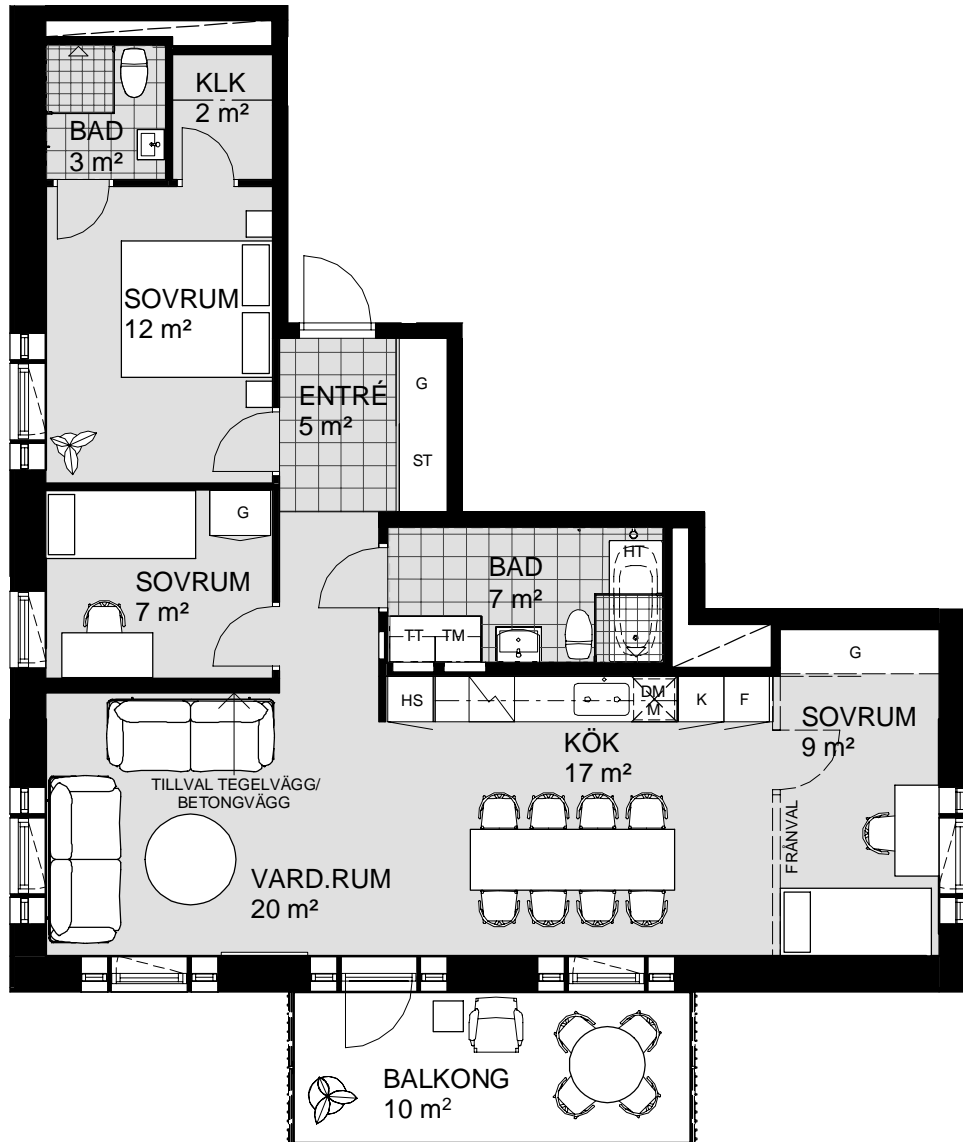 KLK
2 m²
BAD
3 m²
SOVRUM
12 m²
ENTRÉ
5 m²
G
ST
G
SOVRUM
7 m²
BAD
7 m²
HT
TT TM
HS
DM
M
K
F
G
SOVRUM
9 m²
KÖK
17 m²
TILLVAL TEGELVÄGG/
BETONGVÄGG
FRÅNVAL
VARD.RUM
20 m²
BALKONG
10 m²